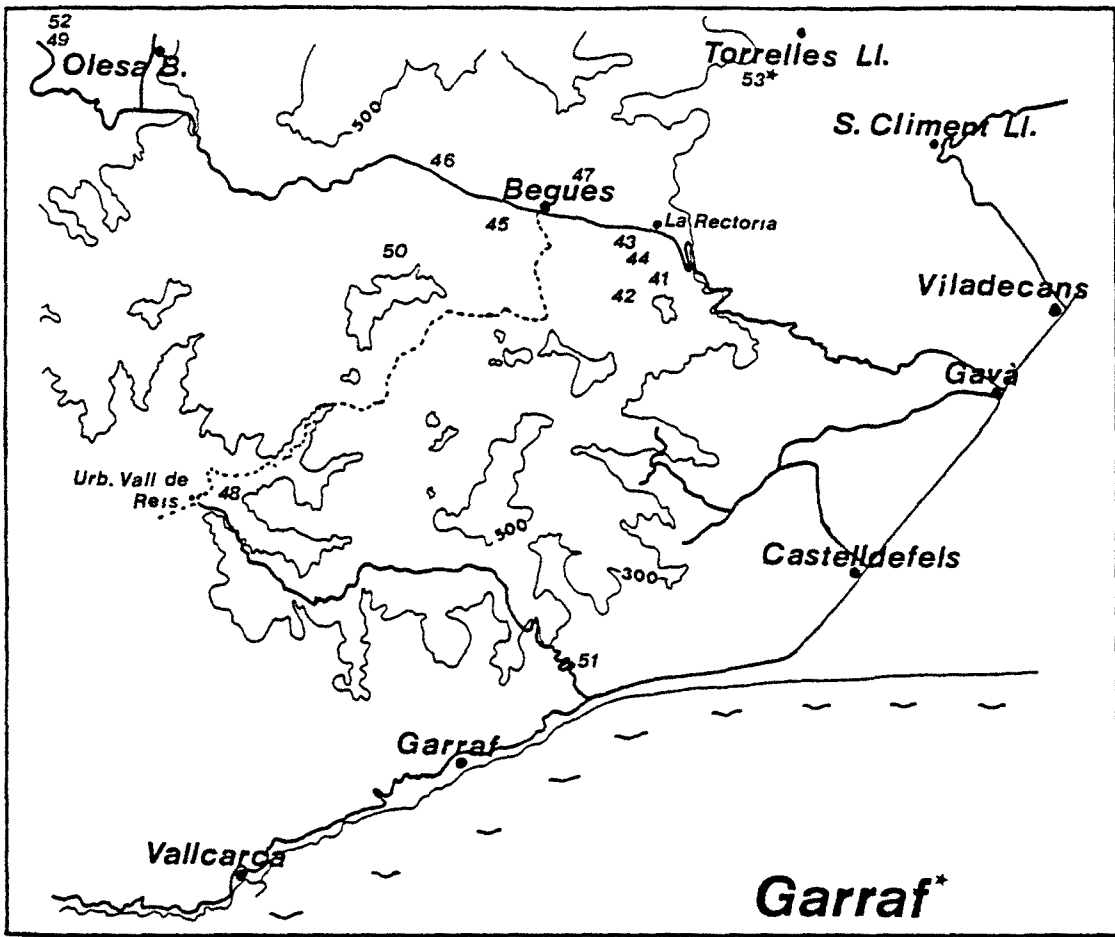 52
49
Olesa B.
Torrelles Ll.
53*
500
S. Climent Ll.
46
47
Begues
45
La Rectoria
43
44
50
41
42
Viladecans
Gavà
Urb. Vall de
Reis
48
500
Castelldefels
300
51
Garraf
Vallcarca
Garraf*